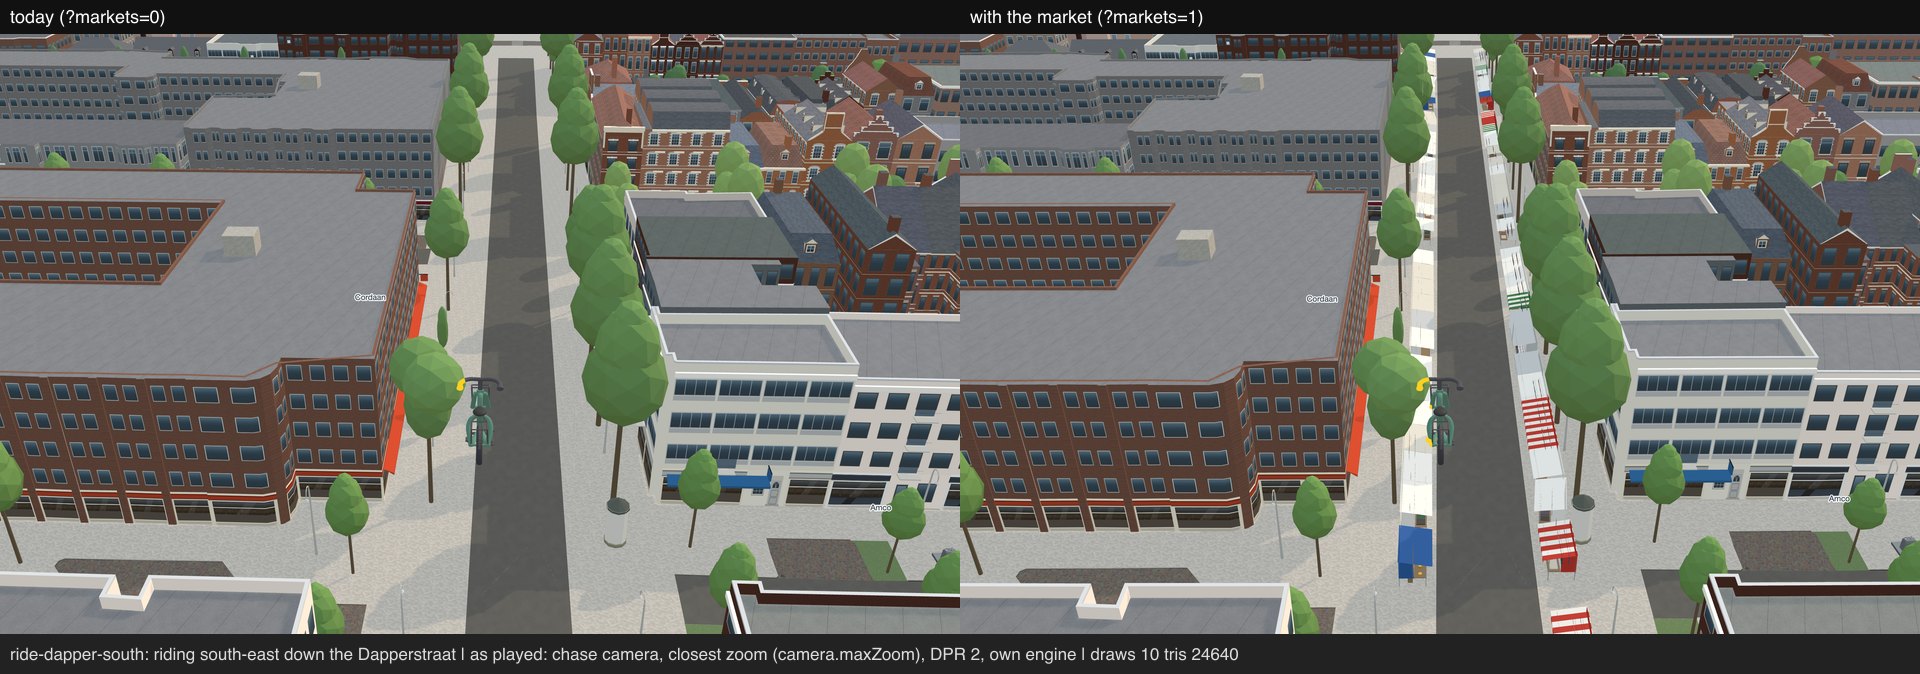 today (?markets=0)
with the market (?markets=1)
Cordaan
Cordaan
Amco
Amco
ride-dapper-south: riding south-east down the Dapperstraat | as played: chase camera, closest zoom (camera.maxZoom), DPR 2, own engine | draws 10 tris 24640